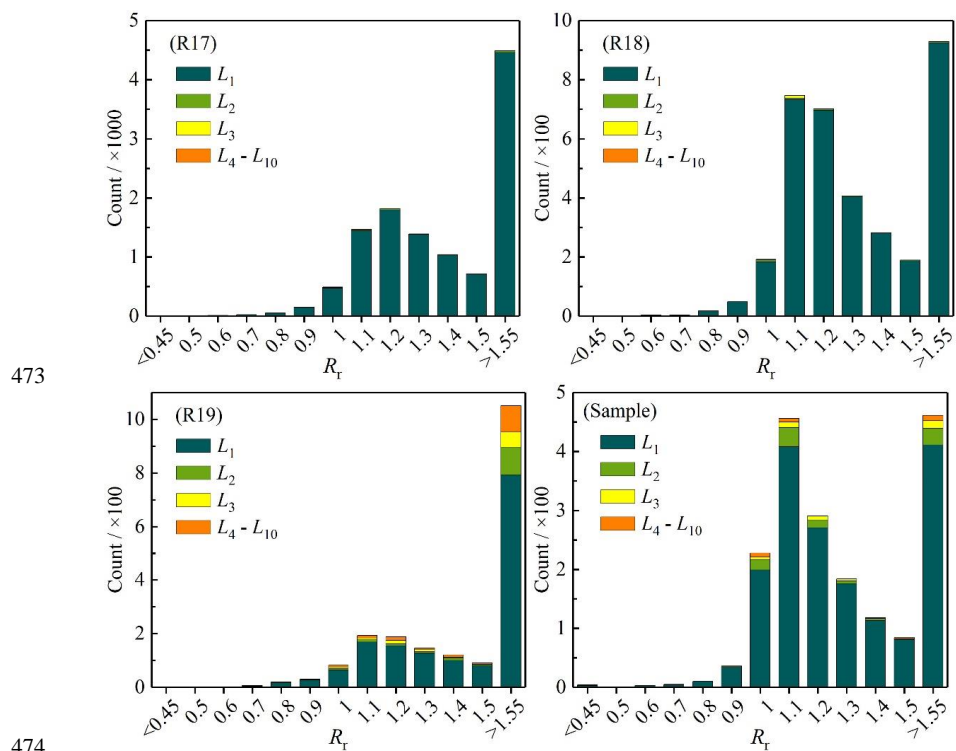 (R17)
L1
L2
L3
L4 - L10
Count / ×1000
5
4
3
2
1
0
<0.45 0.5 0.6 0.7 0.8 0.9 1 1.1 1.2 1.3 1.4 1.5 >1.55
Rr
(R18)
L1
L2
L3
L4 - L10
Count / ×100
10
8
6
4
2
0
<0.45 0.5 0.6 0.7 0.8 0.9 1 1.1 1.2 1.3 1.4 1.5 >1.55
Rr
473
(R19)
L1
L2
L3
L4 - L10
Count / ×100
10
8
6
4
2
0
<0.45 0.5 0.6 0.7 0.8 0.9 1 1.1 1.2 1.3 1.4 1.5 >1.55
Rr
(Sample)
L1
L2
L3
L4 - L10
Count / ×100
5
4
3
2
1
0
<0.45 0.5 0.6 0.7 0.8 0.9 1 1.1 1.2 1.3 1.4 1.5 >1.55
Rr
474